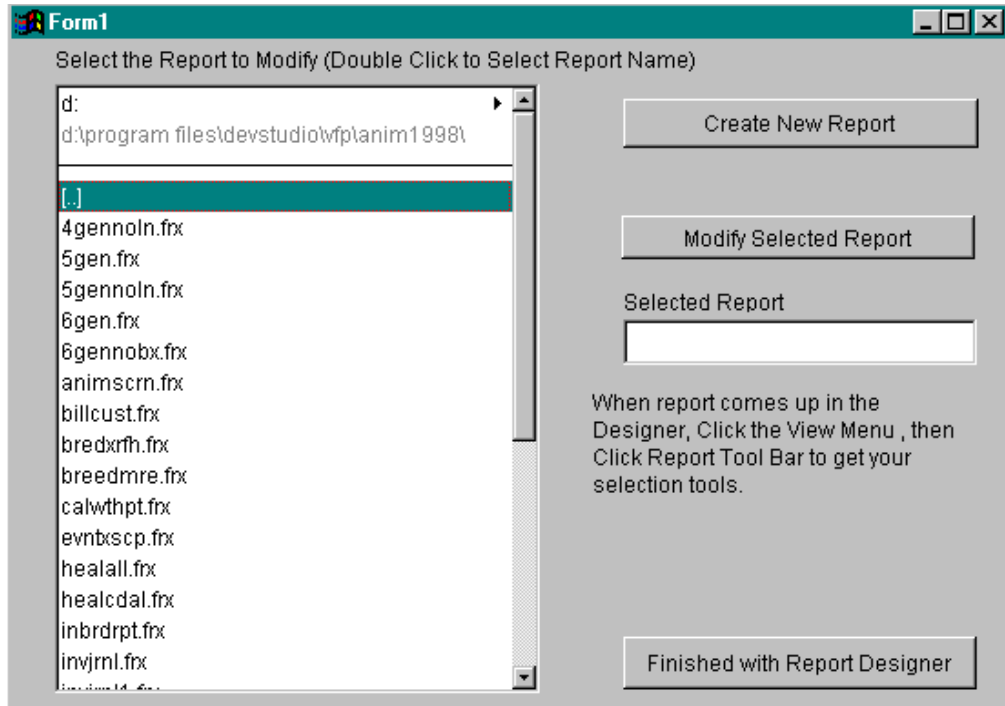 Form1
Select the Report to Modify (Double Click to Select Report Name)
d:
d:\program files\devstudio\vfp\anim1998\
[..]
4gennoln.frx
5gen.frx
5gennoln.frx
6gen.frx
6gennobx.frx
animscrn.frx
billcust.frx
bredxrfh.frx
breedmre.frx
calwthpt.frx
evntxscp.frx
healall.frx
healcdal.frx
inbrdrpt.frx
invjrnl.frx
Create New Report
Modify Selected Report
Selected Report
When report comes up in the
Designer, Click the View Menu , then
Click Report Tool Bar to get your
selection tools.
Finished with Report Designer